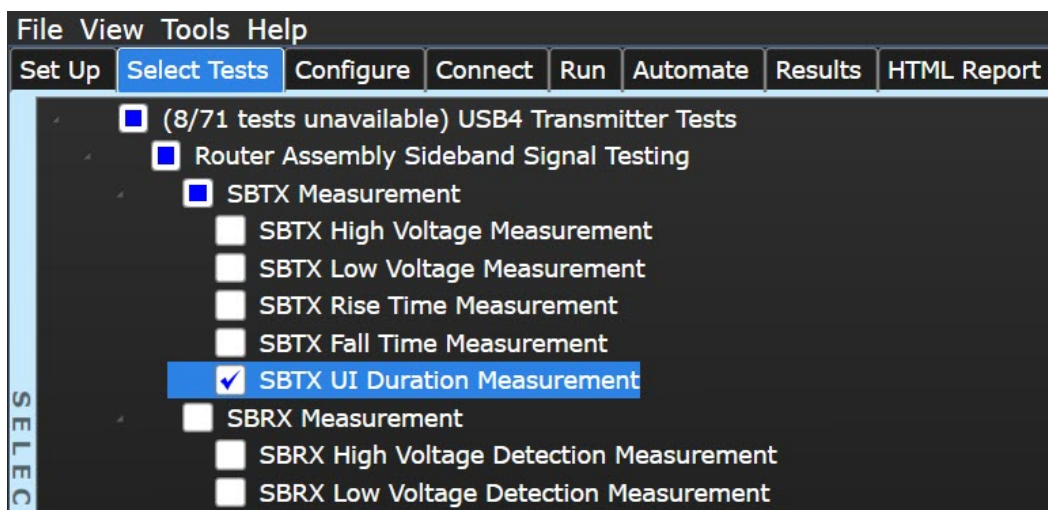 File View Tools Help
Set Up Select Tests Configure Connect Run Automate Results HTML Report
(8/71 tests unavailable) USB4 Transmitter Tests
Router Assembly Sideband Signal Testing
SBTX Measurement
SBTX High Voltage Measurement
SBTX Low Voltage Measurement
SBTX Rise Time Measurement
SBTX Fall Time Measurement
SBTX UI Duration Measurement
SBRX Measurement
SBRX High Voltage Detection Measurement
SBRX Low Voltage Detection Measurement
SELEC